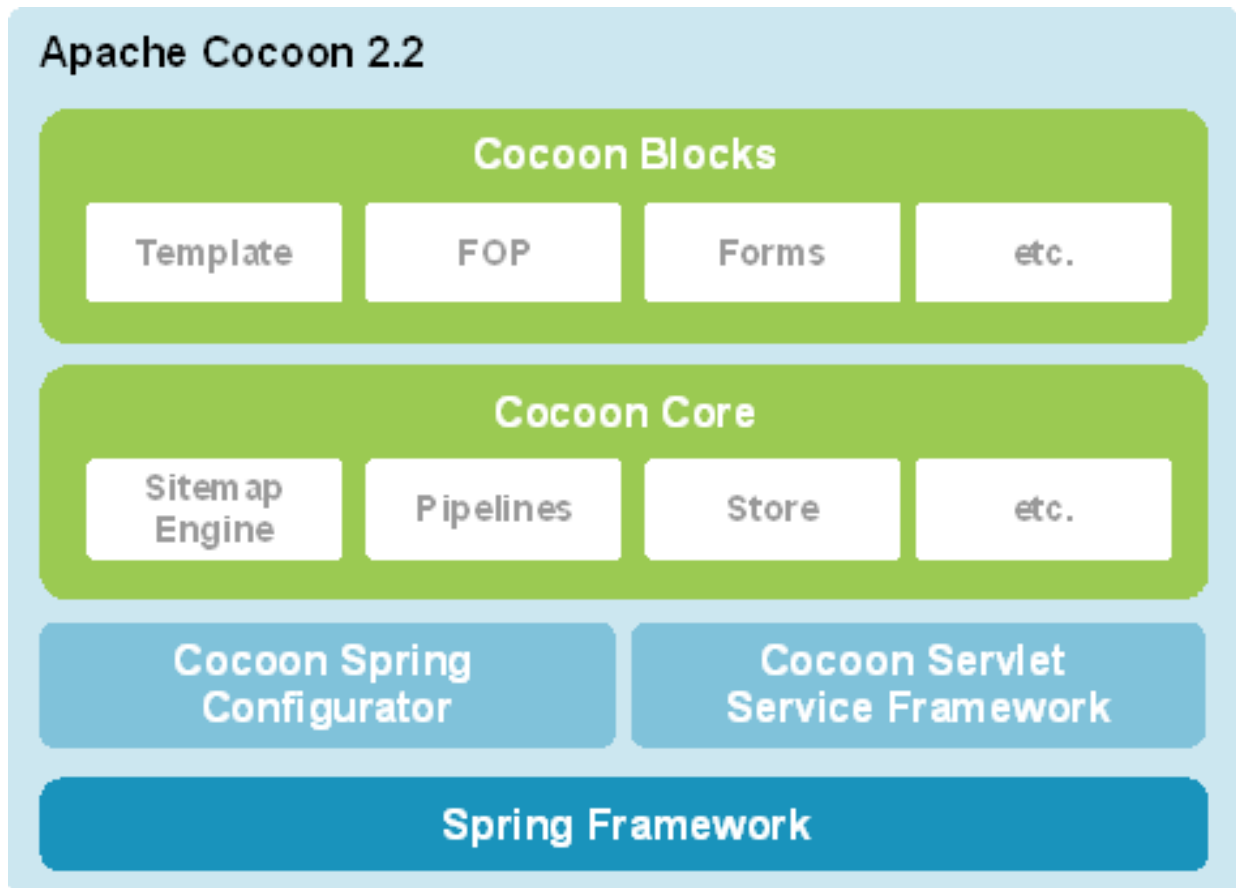 Apache Cocoon 2.2
Cocoon Blocks
Template
FOP
Forms
etc.
Cocoon Core
Sitemap
Engine
Pipelines
Store
etc.
Cocoon Spring
Configurator
Cocoon Servlet
Service Framework
Spring Framework